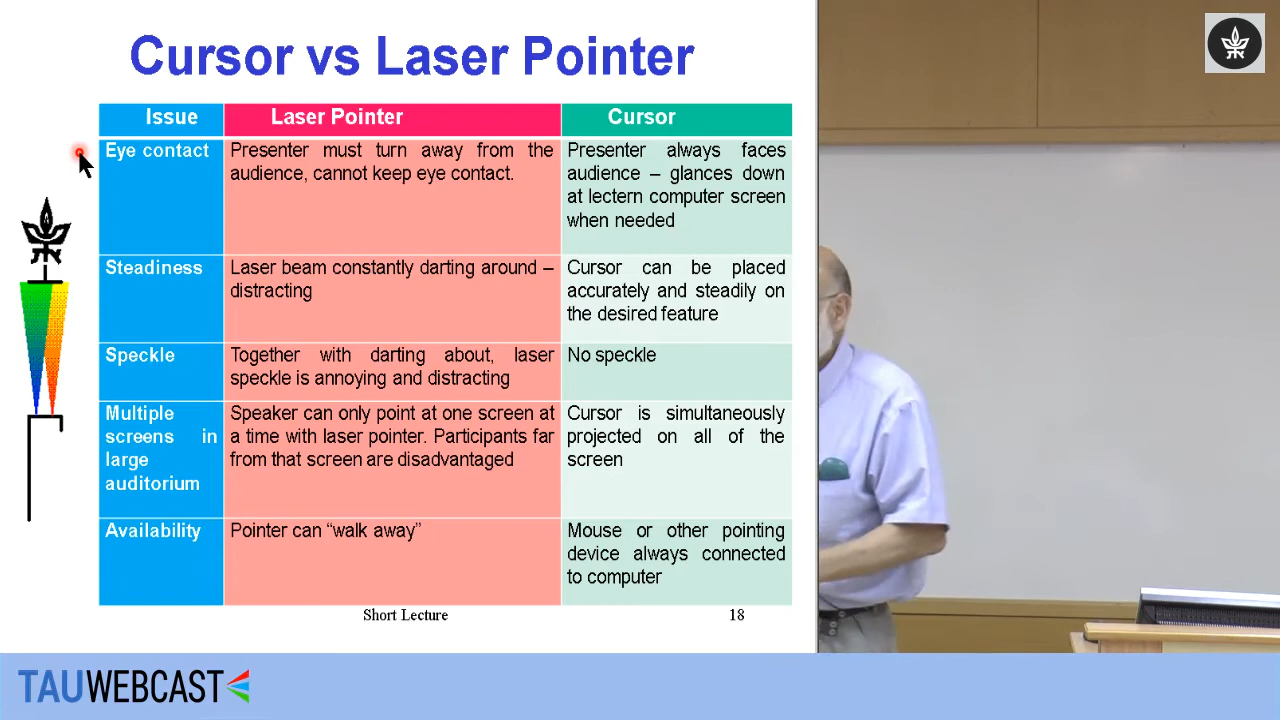 Cursor vs Laser Pointer
Issue
Laser Pointer
Cursor
Eye contact
Presenter must turn away from the
audience, cannot keep eye contact.
Presenter always faces
audience – glances down
at lectern computer screen
when needed
Steadiness
Laser beam constantly darting around –
distracting
Cursor can be placed
accurately and steadily on
the desired feature
Speckle
Together with darting about, laser
speckle is annoying and distracting
No speckle
Multiple
screens in
large
auditorium
Speaker can only point at one screen at
a time with laser pointer. Participants far
from that screen are disadvantaged
Cursor is simultaneously
projected on all of the
screen
Availability
Pointer can “walk away”
Mouse or other pointing
device always connected
to computer
Short Lecture
18
TAUWEBCAST